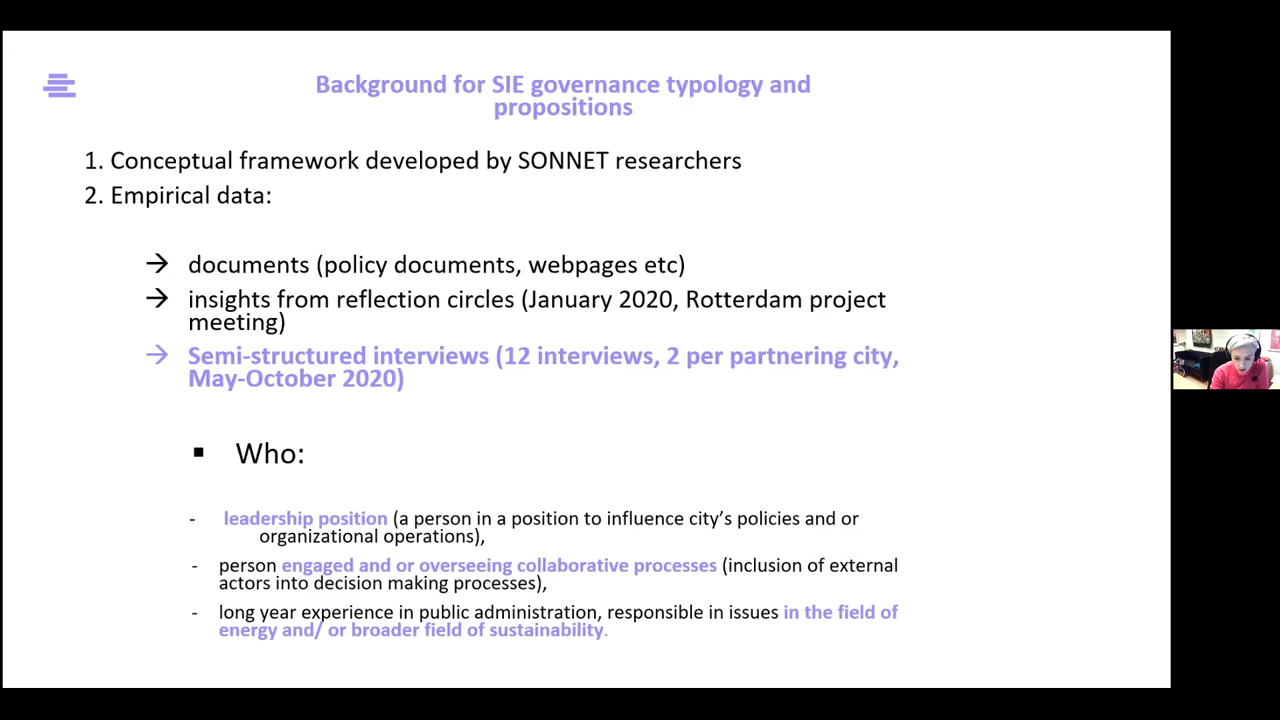 Background for SIE governance typology and
propositions
1. Conceptual framework developed by SONNET researchers
2. Empirical data:
→ documents (policy documents, webpages etc)
→ insights from reflection circles (January 2020, Rotterdam project
meeting)
→ Semi-structured interviews (12 interviews, 2 per partnering city,
May-October 2020)
▪ Who:
- leadership position (a person in a position to influence city's policies and or
organizational operations),
- person engaged and or overseeing collaborative processes (inclusion of external
actors into decision making processes),
- long year experience in public administration, responsible in issues in the field of
energy and/ or broader field of sustainability.